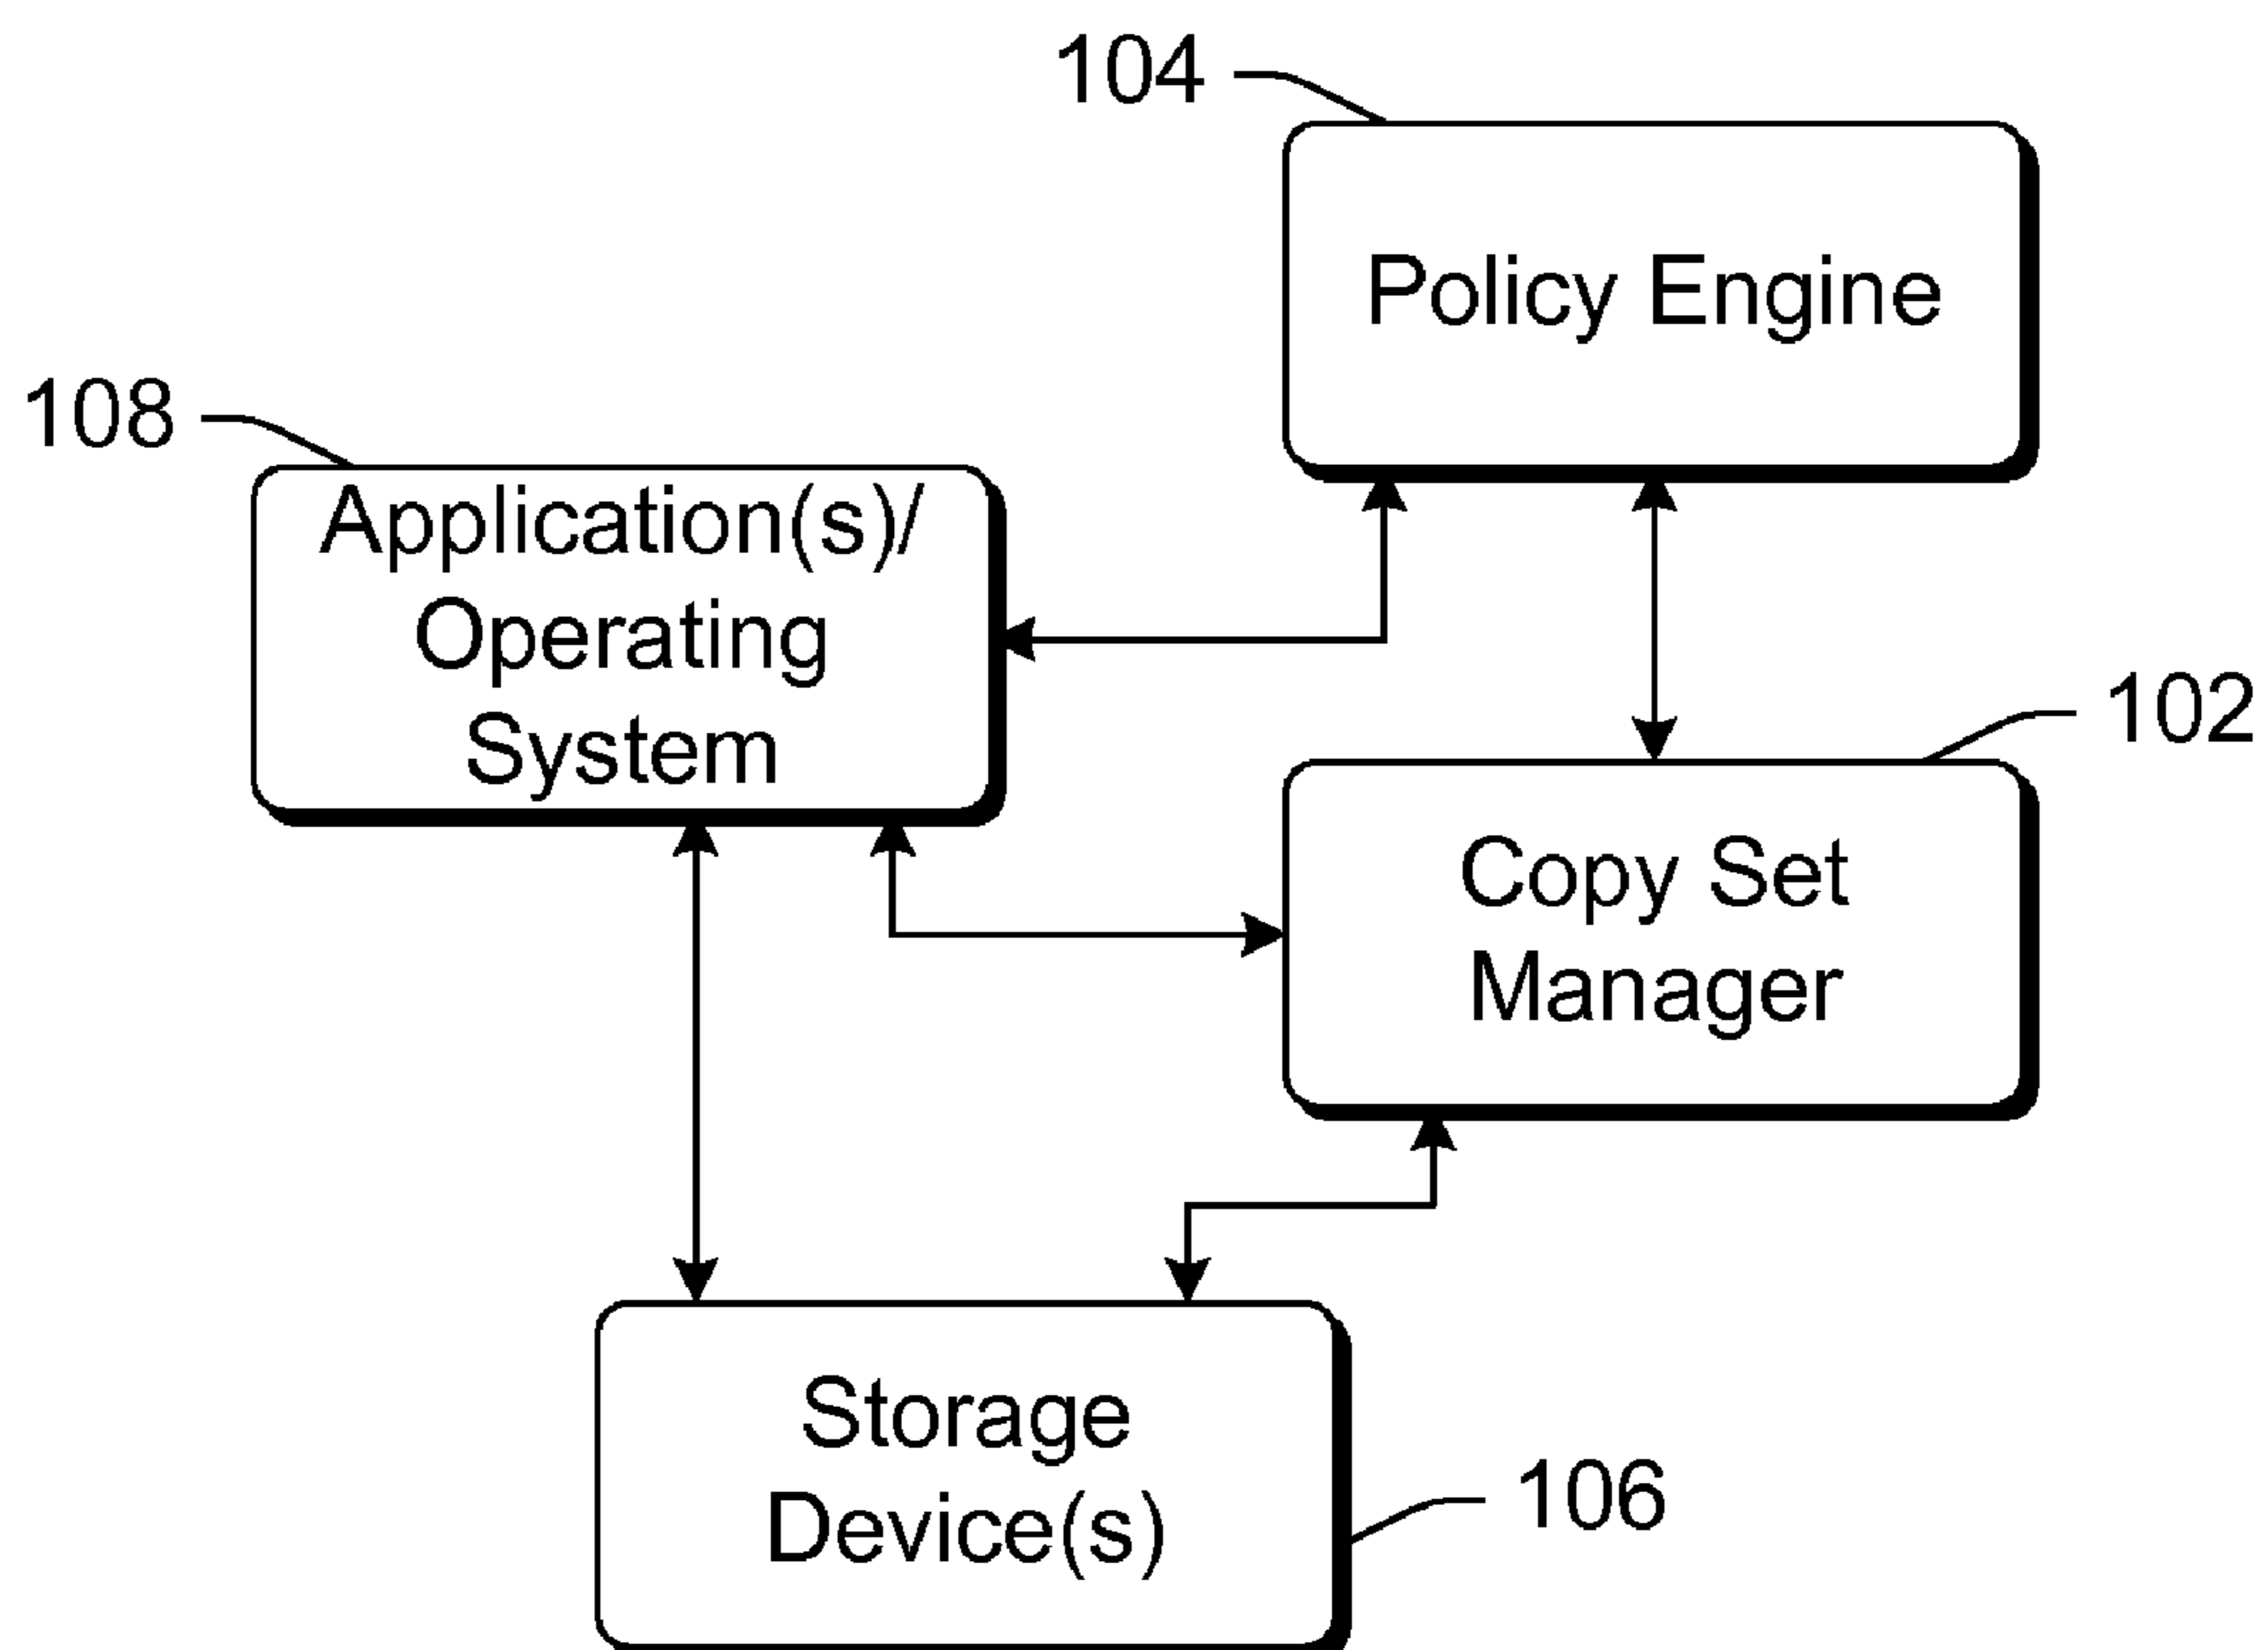 104
Policy Engine
108
Application(s)/
Operating
System
102
Copy Set
Manager
Storage
Device(s)
106